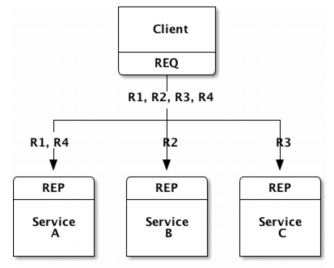 Client
REQ
R1, R2, R3, R4
R1, R4
R2
R3
REP
REP
REP
Service
A
Service
B
Service
C